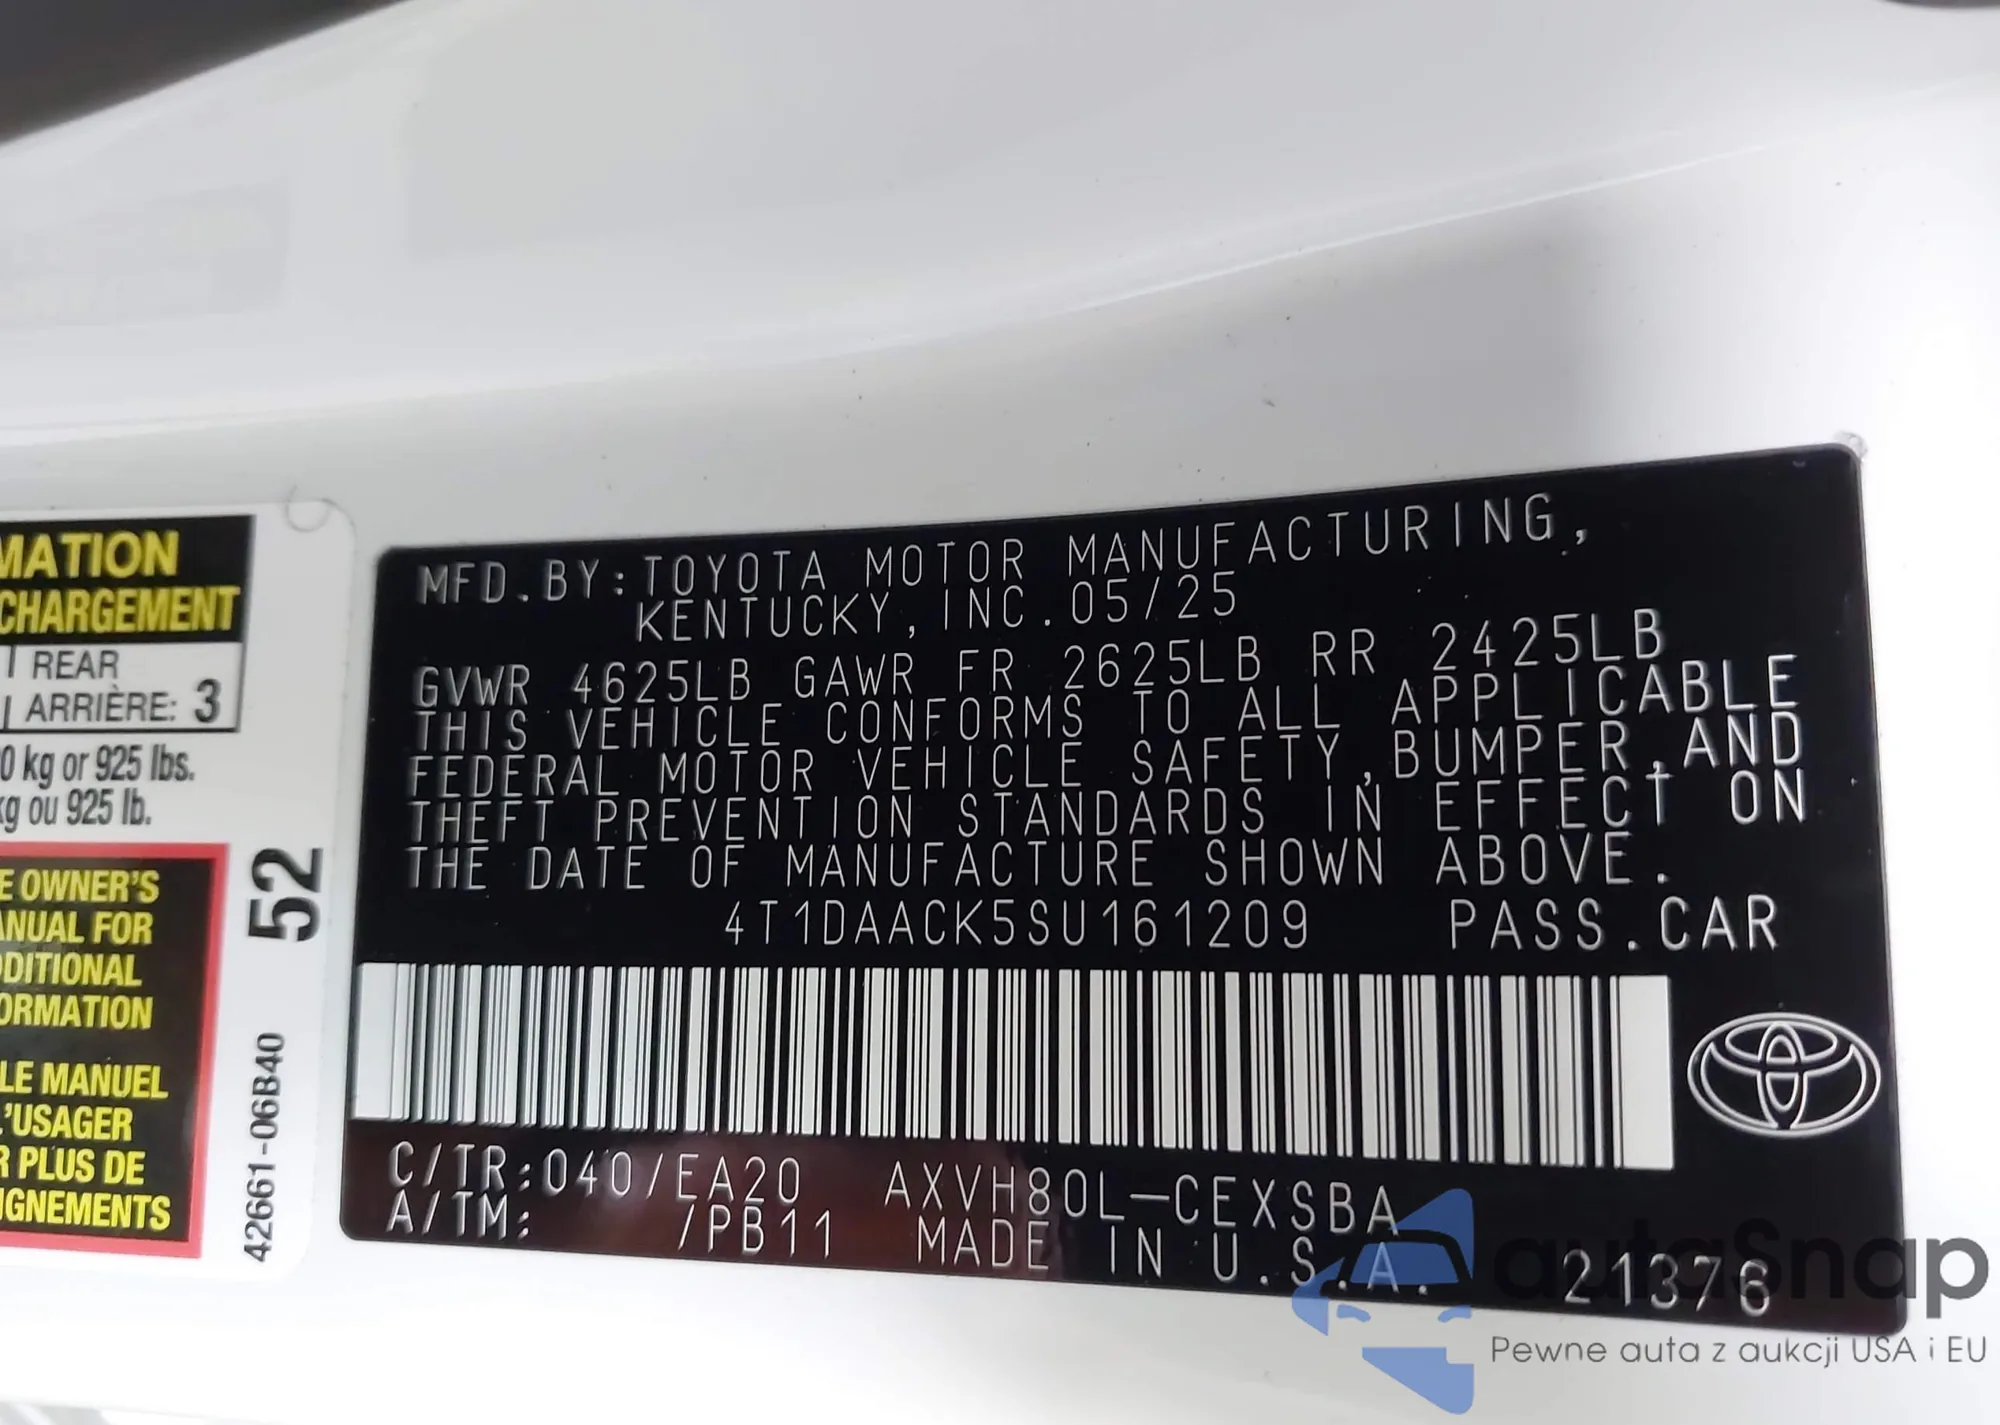 MATION
CHARGEMENT
REAR
ARRIÈRE: 3
0 kg or 925 lbs.
kg ou 925 lb.
E OWNER'S
ANUAL FOR
DDITIONAL
ORMATION
LE MANUEL
L'USAGER
R PLUS DE
IGNEMENTS
52
42661-06B40
MFD.BY:TOYOTA MOTOR MANUFACTURING,
KENTUCKY, INC. 05/25
GVWR 4625LB GAWR FR 2625LB RR 2425LB
THIS VEHICLE CONFORMS TO ALL APPLICABLE
FEDERAL MOTOR VEHICLE SAFETY, BUMPER, AND
THEFT PREVENTION STANDARDS IN EFFECT ON
THE DATE OF MANUFACTURE SHOWN ABOVE.
4T1DAACK5SU161209 PASS.CAR
C/TR:040/EA20 AXVH80L-CEXSBA
A/TM: /PB11 MADE IN U.S.A. 21376
autaSnap
Pewne auta z aukcji USA i EU